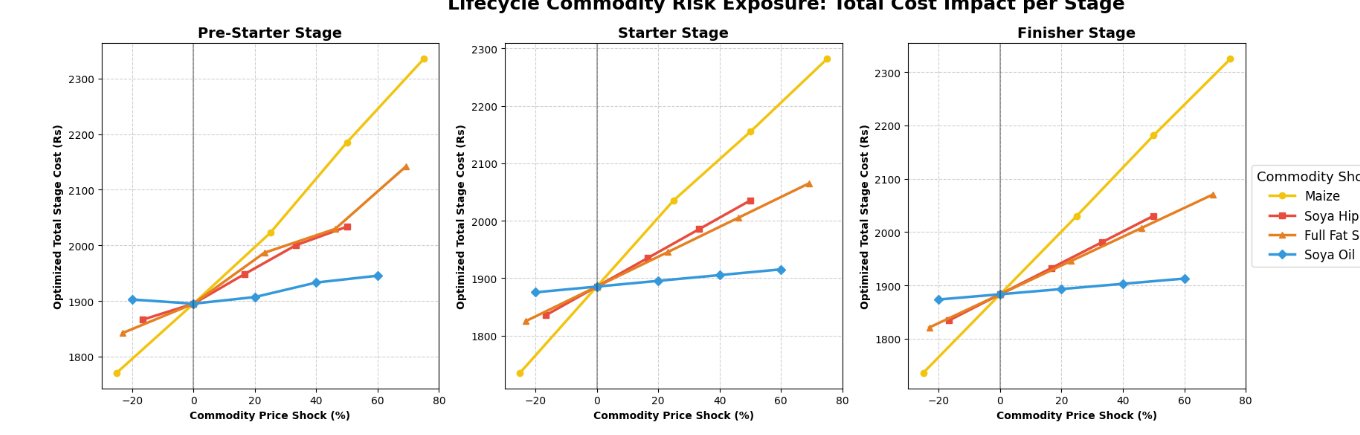 Lifecycle Commodity Risk Exposure: Total Cost Impact per Stage
Pre-Starter Stage
Starter Stage
Finisher Stage
Optimized Total Stage Cost (Rs)
2300
2200
2100
2000
1900
1800
−20 0 20 40 60 80
Commodity Price Shock (%)
Optimized Total Stage Cost (Rs)
2300
2200
2100
2000
1900
1800
−20 0 20 40 60 80
Commodity Price Shock (%)
Optimized Total Stage Cost (Rs)
2300
2200
2100
2000
1900
1800
−20 0 20 40 60 80
Commodity Price Shock (%)
Commodity Sho
Maize
Soya Hip
Full Fat S
Soya Oil